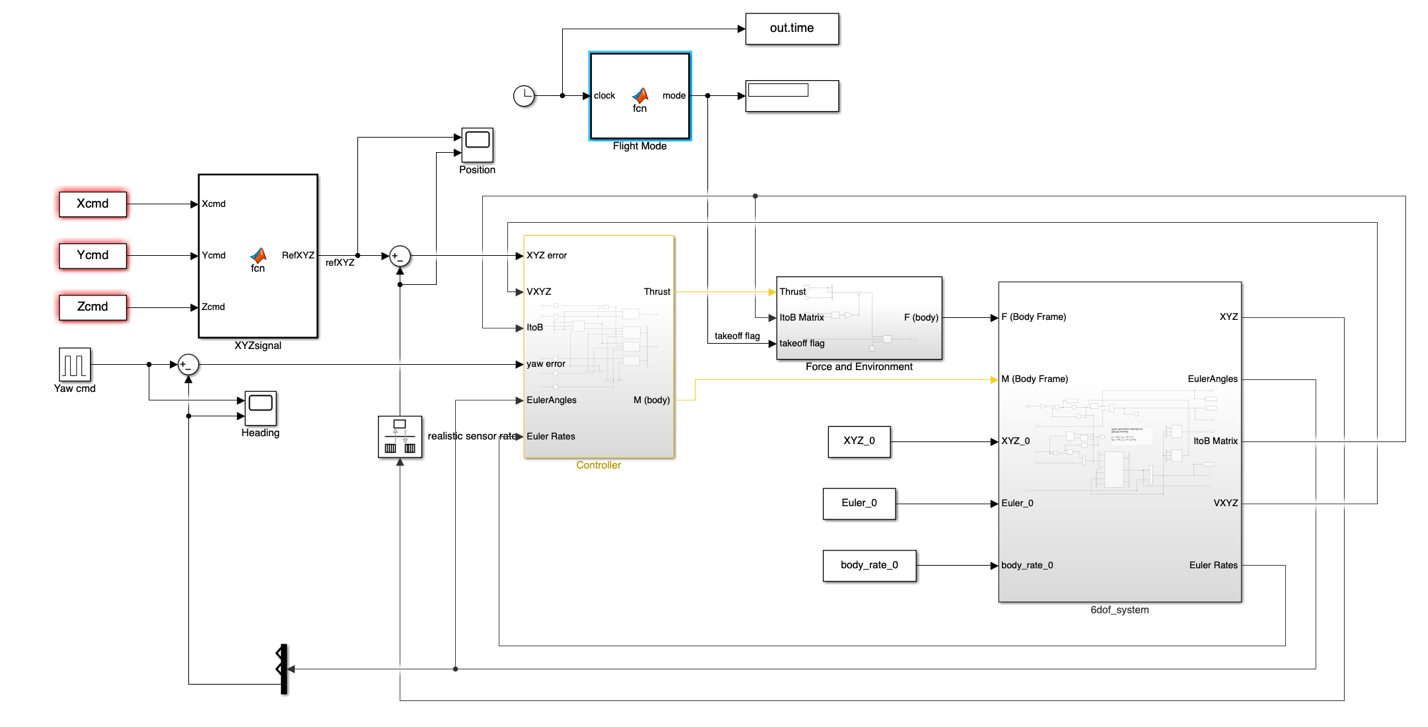 out.time
clock
fcn
mode
Flight Mode
Position
Xcmd
Xcmd
Ycmd
Ycmd
fcn
RefXYZ
refXYZ
Zcmd
Zcmd
XYZsignal
+
_
XYZ error
VXYZ
ItoB
yaw error
EulerAngles
Euler Rates
Thrust
M (body)
Controller
Thrust
ItoB Matrix
takeoff flag
takeoff flag
F (body)
Force and Environment
Yaw cmd
+
_
Heading
realistic sensor rate
F (Body Frame)
M (Body Frame)
XYZ_0
XYZ_0
Euler_0
Euler_0
body_rate_0
body_rate_0
XYZ
EulerAngles
ItoB Matrix
VXYZ
Euler Rates
6dof_system